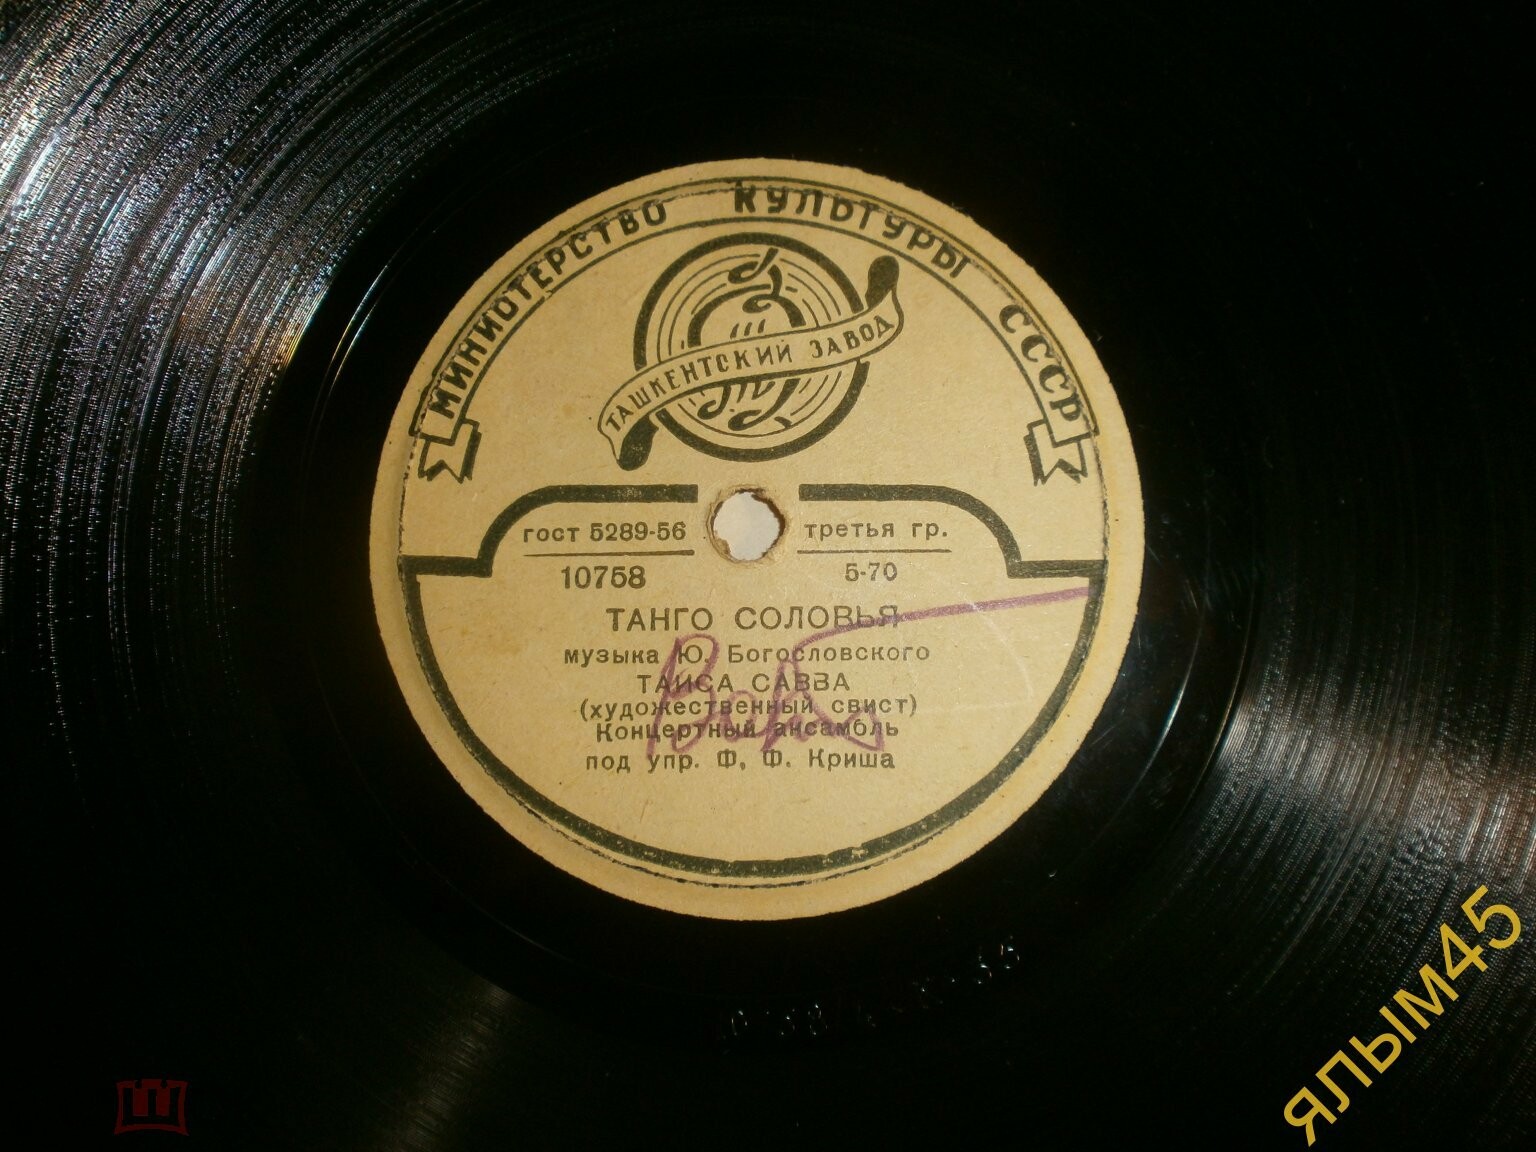 МИНИСТЕРСТВО КУЛЬТУРЫ СССР
ТАШКЕНТСКИЙ ЗАВОД
гост 5289-56 третья гр.
10758 5-70
ТАНГО СОЛОВЬЯ
музыка Ю. Богословского
ТАИСА САВВА
(художественный свист)
Концертный ансамбль
под упр. Ф. Ф. Криша
ЯЛЫМ45